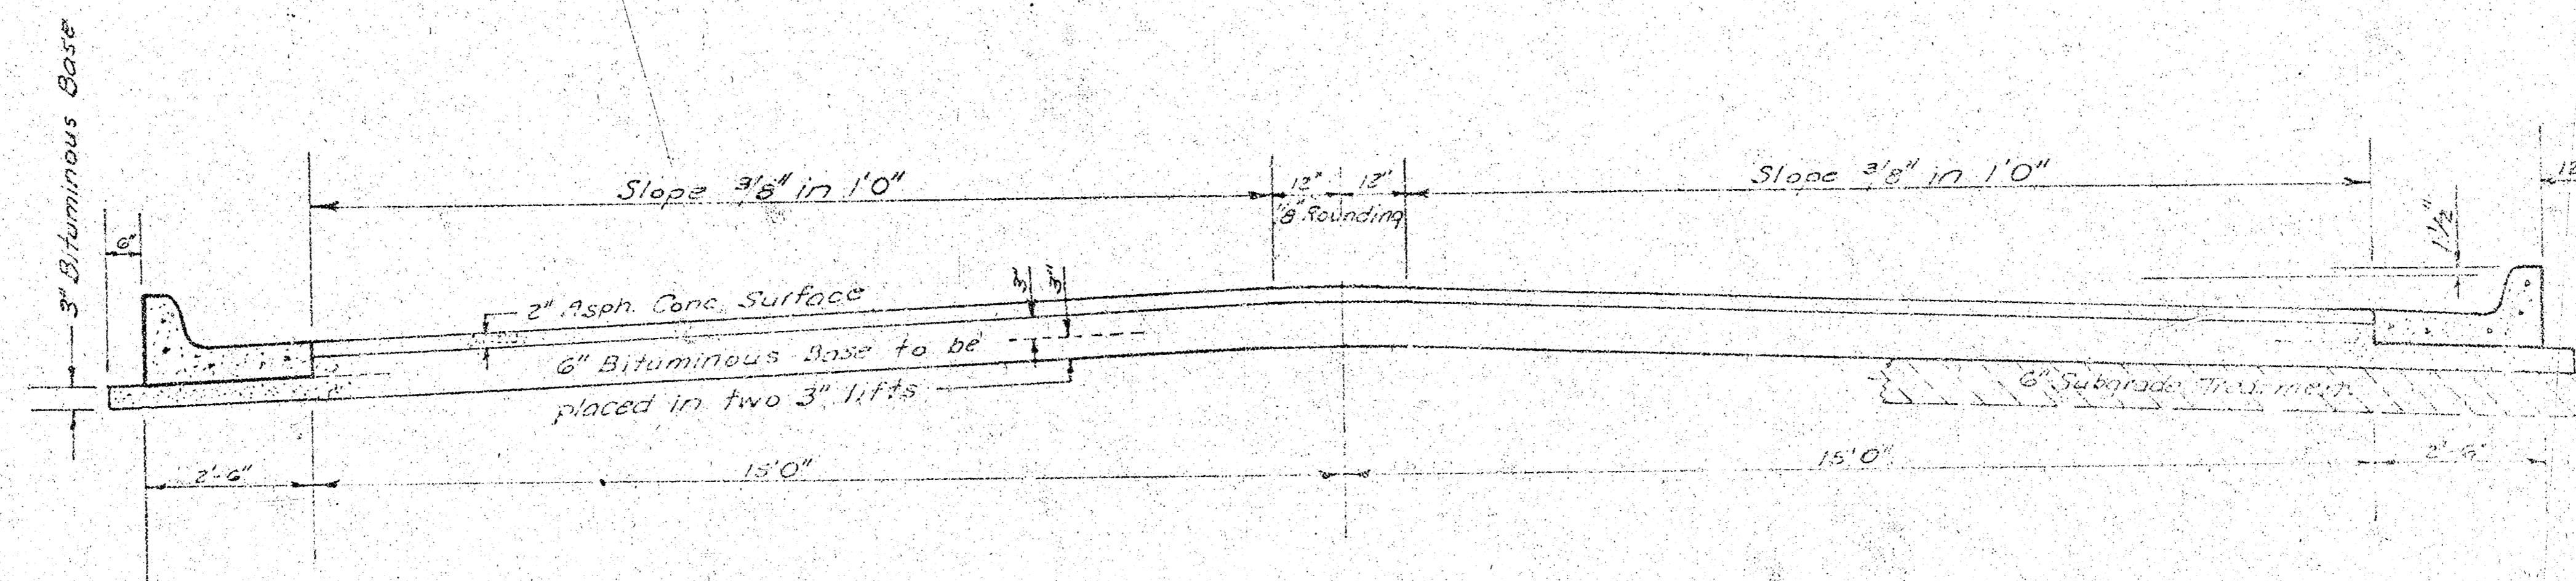 3" Bituminous Base
Slope 3/8" in 1'0"
12" 12"
Slope 3/8" in 1'0"
Rounding
6"
1 1/2"
3" 3"
2" Asph. Conc. Surface
6" Bituminous Base to be
placed in two 3" lifts
6" Subgrade Treatment
2'-6"
15'0"
15'0"
2'-6"